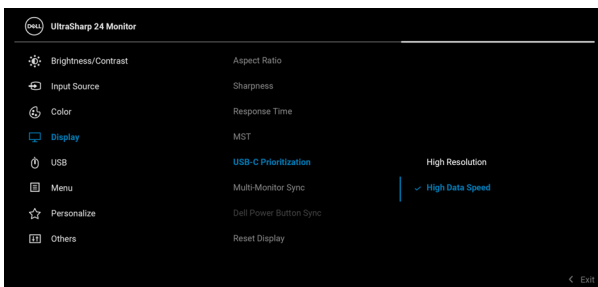 DELL UltraSharp 24 Monitor
Brightness/Contrast
Input Source
Color
Display
USB
Menu
Personalize
Others
Aspect Ratio
Sharpness
Response Time
MST
USB-C Prioritization
Multi-Monitor Sync
Dell Power Button Sync
Reset Display
High Resolution
High Data Speed
Exit